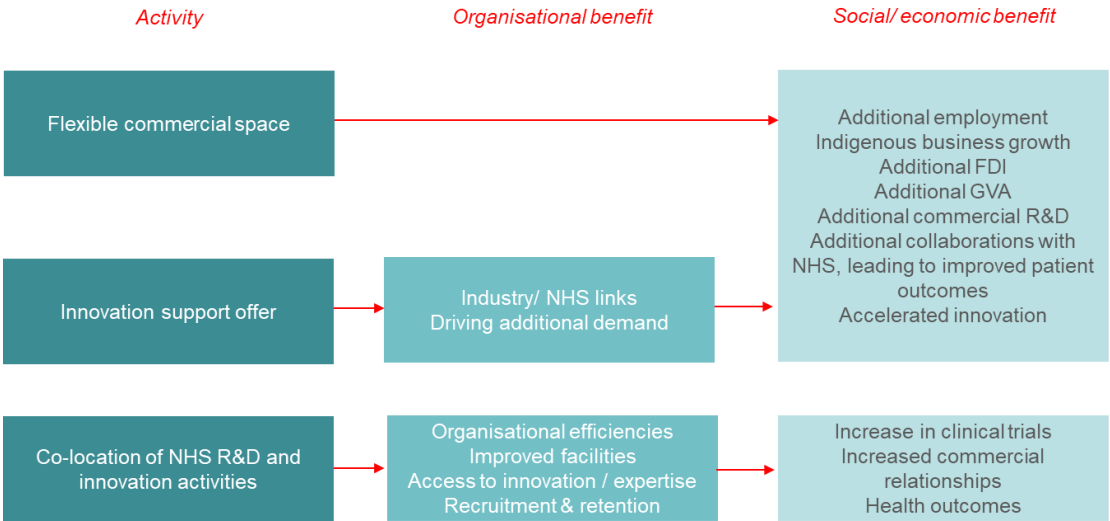 Activity
Organisational benefit
Social/ economic benefit
Flexible commercial space
Additional employment
Indigenous business growth
Additional FDI
Additional GVA
Additional commercial R&D
Additional collaborations with
NHS, leading to improved patient
outcomes
Accelerated innovation
Innovation support offer
Industry/ NHS links
Driving additional demand
Co-location of NHS R&D and
innovation activities
Organisational efficiencies
Improved facilities
Access to innovation / expertise
Recruitment & retention
Increase in clinical trials
Increased commercial
relationships
Health outcomes